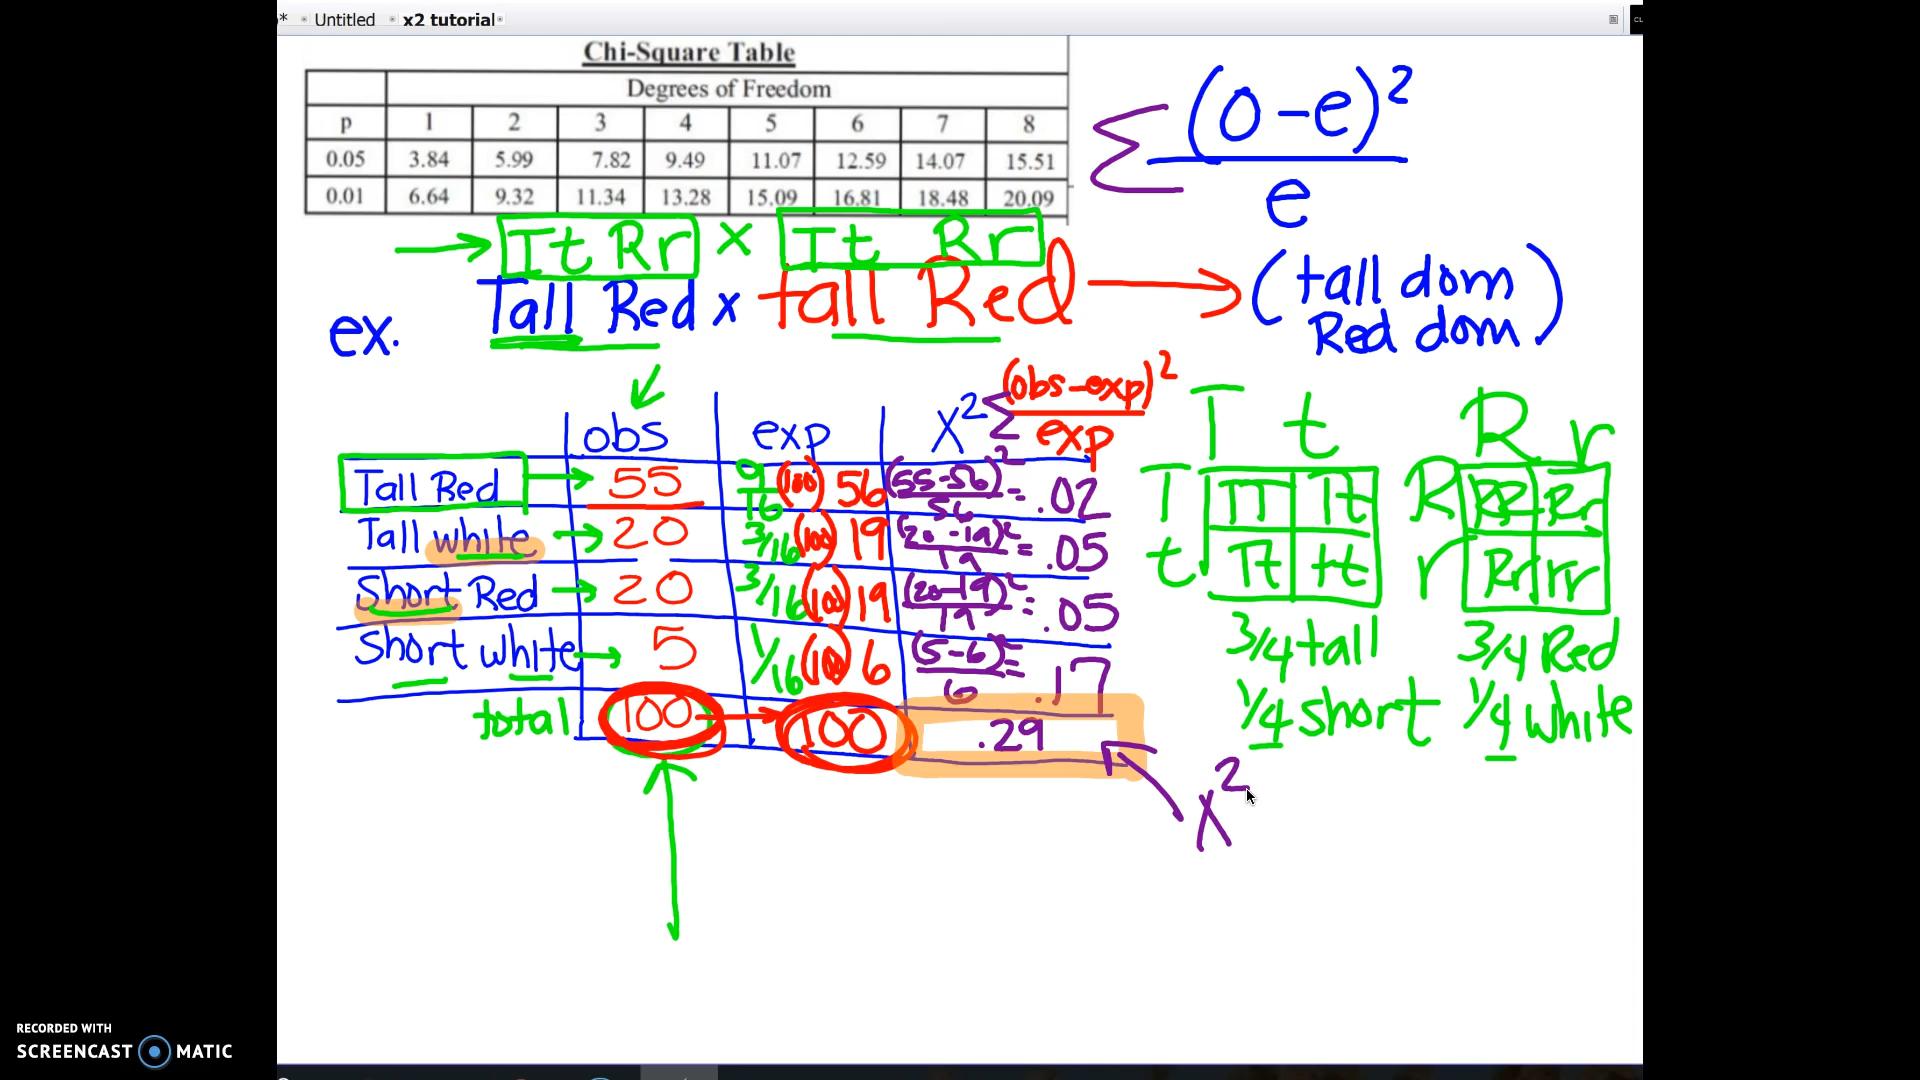 Untitled x2 tutorial
Chi-Square Table
Degrees of Freedom
p 1 2 3 4 5 6 7 8
0.05 3.84 5.99 7.82 9.49 11.07 12.59 14.07 15.51
0.01 6.64 9.32 11.34 13.28 15.09 16.81 18.48 20.09
Σ (o-e)²
e
Tt Rr x Tt Rr
ex. Tall Red x tall Red → (tall dom
Red dom)
obs exp X² Σ (obs-exp)²
exp
Tall Red → 55 9/16 (100) 56 (55-56)²/56 = .02
Tall white → 20 3/16 (100) 19 (20-19)²/19 = .05
Short Red → 20 3/16 (100) 19 (20-19)²/19 = .05
Short white → 5 1/16 (100) 6 (5-6)²/6 = .17
total 100 → 100 .29
X²
T t
T TT Tt
t Tt tt
3/4 tall
1/4 short
R r
R RR Rr
r Rr rr
3/4 Red
1/4 white
RECORDED WITH
SCREENCAST MATIC